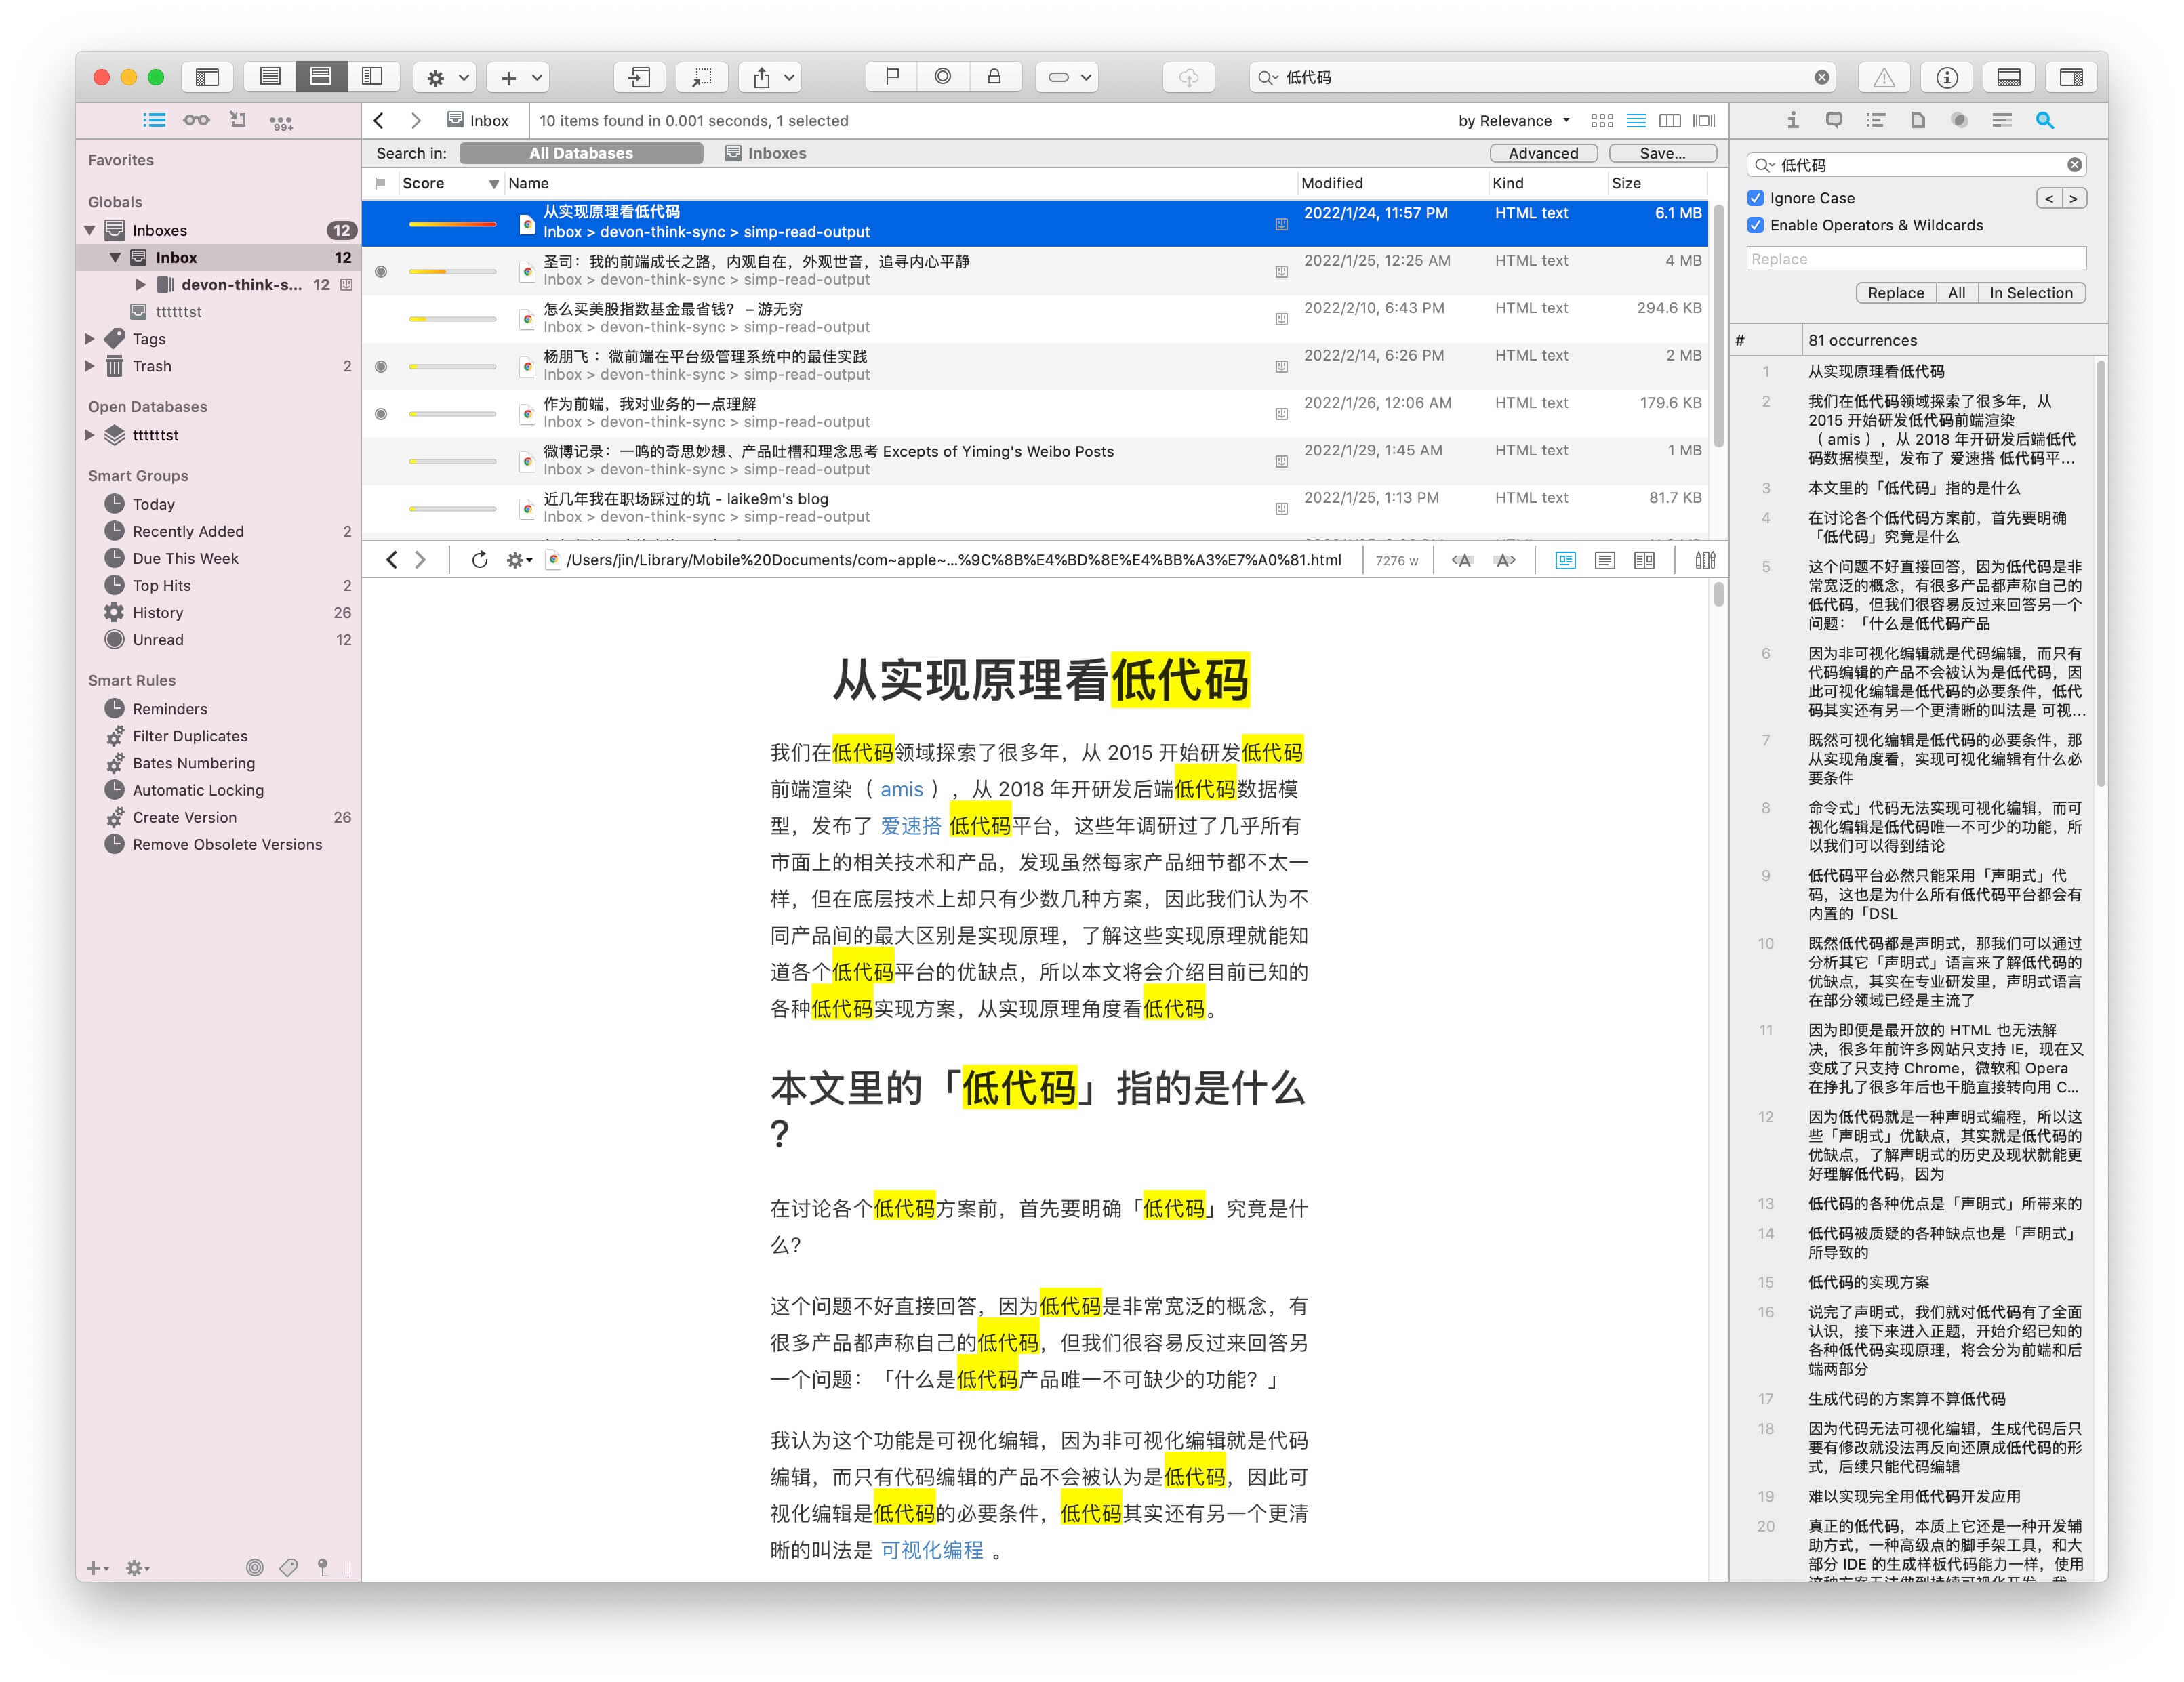 低代码
99+
Inbox
10 items found in 0.001 seconds, 1 selected
by Relevance
Favorites
Globals
Inboxes 12
Inbox 12
devon-think-s... 12
ttttttst
Tags
Trash 2
Open Databases
ttttttst
Smart Groups
Today
Recently Added 2
Due This Week
Top Hits 2
History 26
Unread 12
Smart Rules
Reminders
Filter Duplicates
Bates Numbering
Automatic Locking
Create Version 26
Remove Obsolete Versions
Search in: All Databases Inboxes Advanced Save...
Score Name Modified Kind Size
从实现原理看低代码 2022/1/24, 11:57 PM HTML text 6.1 MB
Inbox > devon-think-sync > simp-read-output
圣司：我的前端成长之路，内观自在，外观世音，追寻内心平静 2022/1/25, 12:25 AM HTML text 4 MB
Inbox > devon-think-sync > simp-read-output
怎么买美股指数基金最省钱？ – 游无穷 2022/2/10, 6:43 PM HTML text 294.6 KB
Inbox > devon-think-sync > simp-read-output
杨朋飞 ：微前端在平台级管理系统中的最佳实践 2022/2/14, 6:26 PM HTML text 2 MB
Inbox > devon-think-sync > simp-read-output
作为前端，我对业务的一点理解 2022/1/26, 12:06 AM HTML text 179.6 KB
Inbox > devon-think-sync > simp-read-output
微博记录：一鸣的奇思妙想、产品吐槽和理念思考 Excepts of Yiming's Weibo Posts 2022/1/29, 1:45 AM HTML text 1 MB
Inbox > devon-think-sync > simp-read-output
近几年我在职场踩过的坑 - laike9m's blog 2022/1/25, 1:13 PM HTML text 81.7 KB
Inbox > devon-think-sync > simp-read-output
/Users/jin/Library/Mobile%20Documents/com~apple~...%9C%8B%E4%BD%8E%E4%BB%A3%E7%A0%81.html 7276 w
从实现原理看低代码
我们在低代码领域探索了很多年，从 2015 开始研发低代码
前端渲染（ amis ），从 2018 年开研发后端低代码数据模
型，发布了 爱速搭 低代码平台，这些年调研过了几乎所有
市面上的相关技术和产品，发现虽然每家产品细节都不太一
样，但在底层技术上却只有少数几种方案，因此我们认为不
同产品间的最大区别是实现原理，了解这些实现原理就能知
道各个低代码平台的优缺点，所以本文将会介绍目前已知的
各种低代码实现方案，从实现原理角度看低代码。
本文里的「低代码」指的是什么
？
在讨论各个低代码方案前，首先要明确「低代码」究竟是什
么？
这个问题不好直接回答，因为低代码是非常宽泛的概念，有
很多产品都声称自己的低代码，但我们很容易反过来回答另
一个问题：「什么是低代码产品唯一不可缺少的功能？」
我认为这个功能是可视化编辑，因为非可视化编辑就是代码
编辑，而只有代码编辑的产品不会被认为是低代码，因此可
视化编辑是低代码的必要条件，低代码其实还有另一个更清
晰的叫法是 可视化编程 。
低代码
Ignore Case < >
Enable Operators & Wildcards
Replace
Replace All In Selection
# 81 occurrences
1 从实现原理看低代码
2 我们在低代码领域探索了很多年，从
2015 开始研发低代码前端渲染
（ amis ），从 2018 年开研发后端低代
码数据模型，发布了 爱速搭 低代码平...
3 本文里的「低代码」指的是什么
4 在讨论各个低代码方案前，首先要明确
「低代码」究竟是什么
5 这个问题不好直接回答，因为低代码是非
常宽泛的概念，有很多产品都声称自己的
低代码，但我们很容易反过来回答另一个
问题：「什么是低代码产品
6 因为非可视化编辑就是代码编辑，而只有
代码编辑的产品不会被认为是低代码，因
此可视化编辑是低代码的必要条件，低代
码其实还有另一个更清晰的叫法是 可视...
7 既然可视化编辑是低代码的必要条件，那
从实现角度看，实现可视化编辑有什么必
要条件
8 命令式」代码无法实现可视化编辑，而可
视化编辑是低代码唯一不可少的功能，所
以我们可以得到结论
9 低代码平台必然只能采用「声明式」代
码，这也是为什么所有低代码平台都会有
内置的「DSL
10 既然低代码都是声明式，那我们可以通过
分析其它「声明式」语言来了解低代码的
优缺点，其实在专业研发里，声明式语言
在部分领域已经是主流了
11 因为即便是最开放的 HTML 也无法解
决，很多年前许多网站只支持 IE，现在又
变成了只支持 Chrome，微软和 Opera
在挣扎了很多年后也干脆直接转向用 C...
12 因为低代码就是一种声明式编程，所以这
些「声明式」优缺点，其实就是低代码的
优缺点，了解声明式的历史及现状就能更
好理解低代码，因为
13 低代码的各种优点是「声明式」所带来的
14 低代码被质疑的各种缺点也是「声明式」
所导致的
15 低代码的实现方案
16 说完了声明式，我们就对低代码有了全面
认识，接下来进入正题，开始介绍已知的
各种低代码实现原理，将会分为前端和后
端两部分
17 生成代码的方案算不算低代码
18 因为代码无法可视化编辑，生成代码后只
要有修改就没法再反向还原成低代码的形
式，后续只能代码编辑
19 难以实现完全用低代码开发应用
20 真正的低代码，本质上它还是一种开发辅
助方式，一种高级点的脚手架工具，和大
部分 IDE 的生成样板代码能力一样，使用